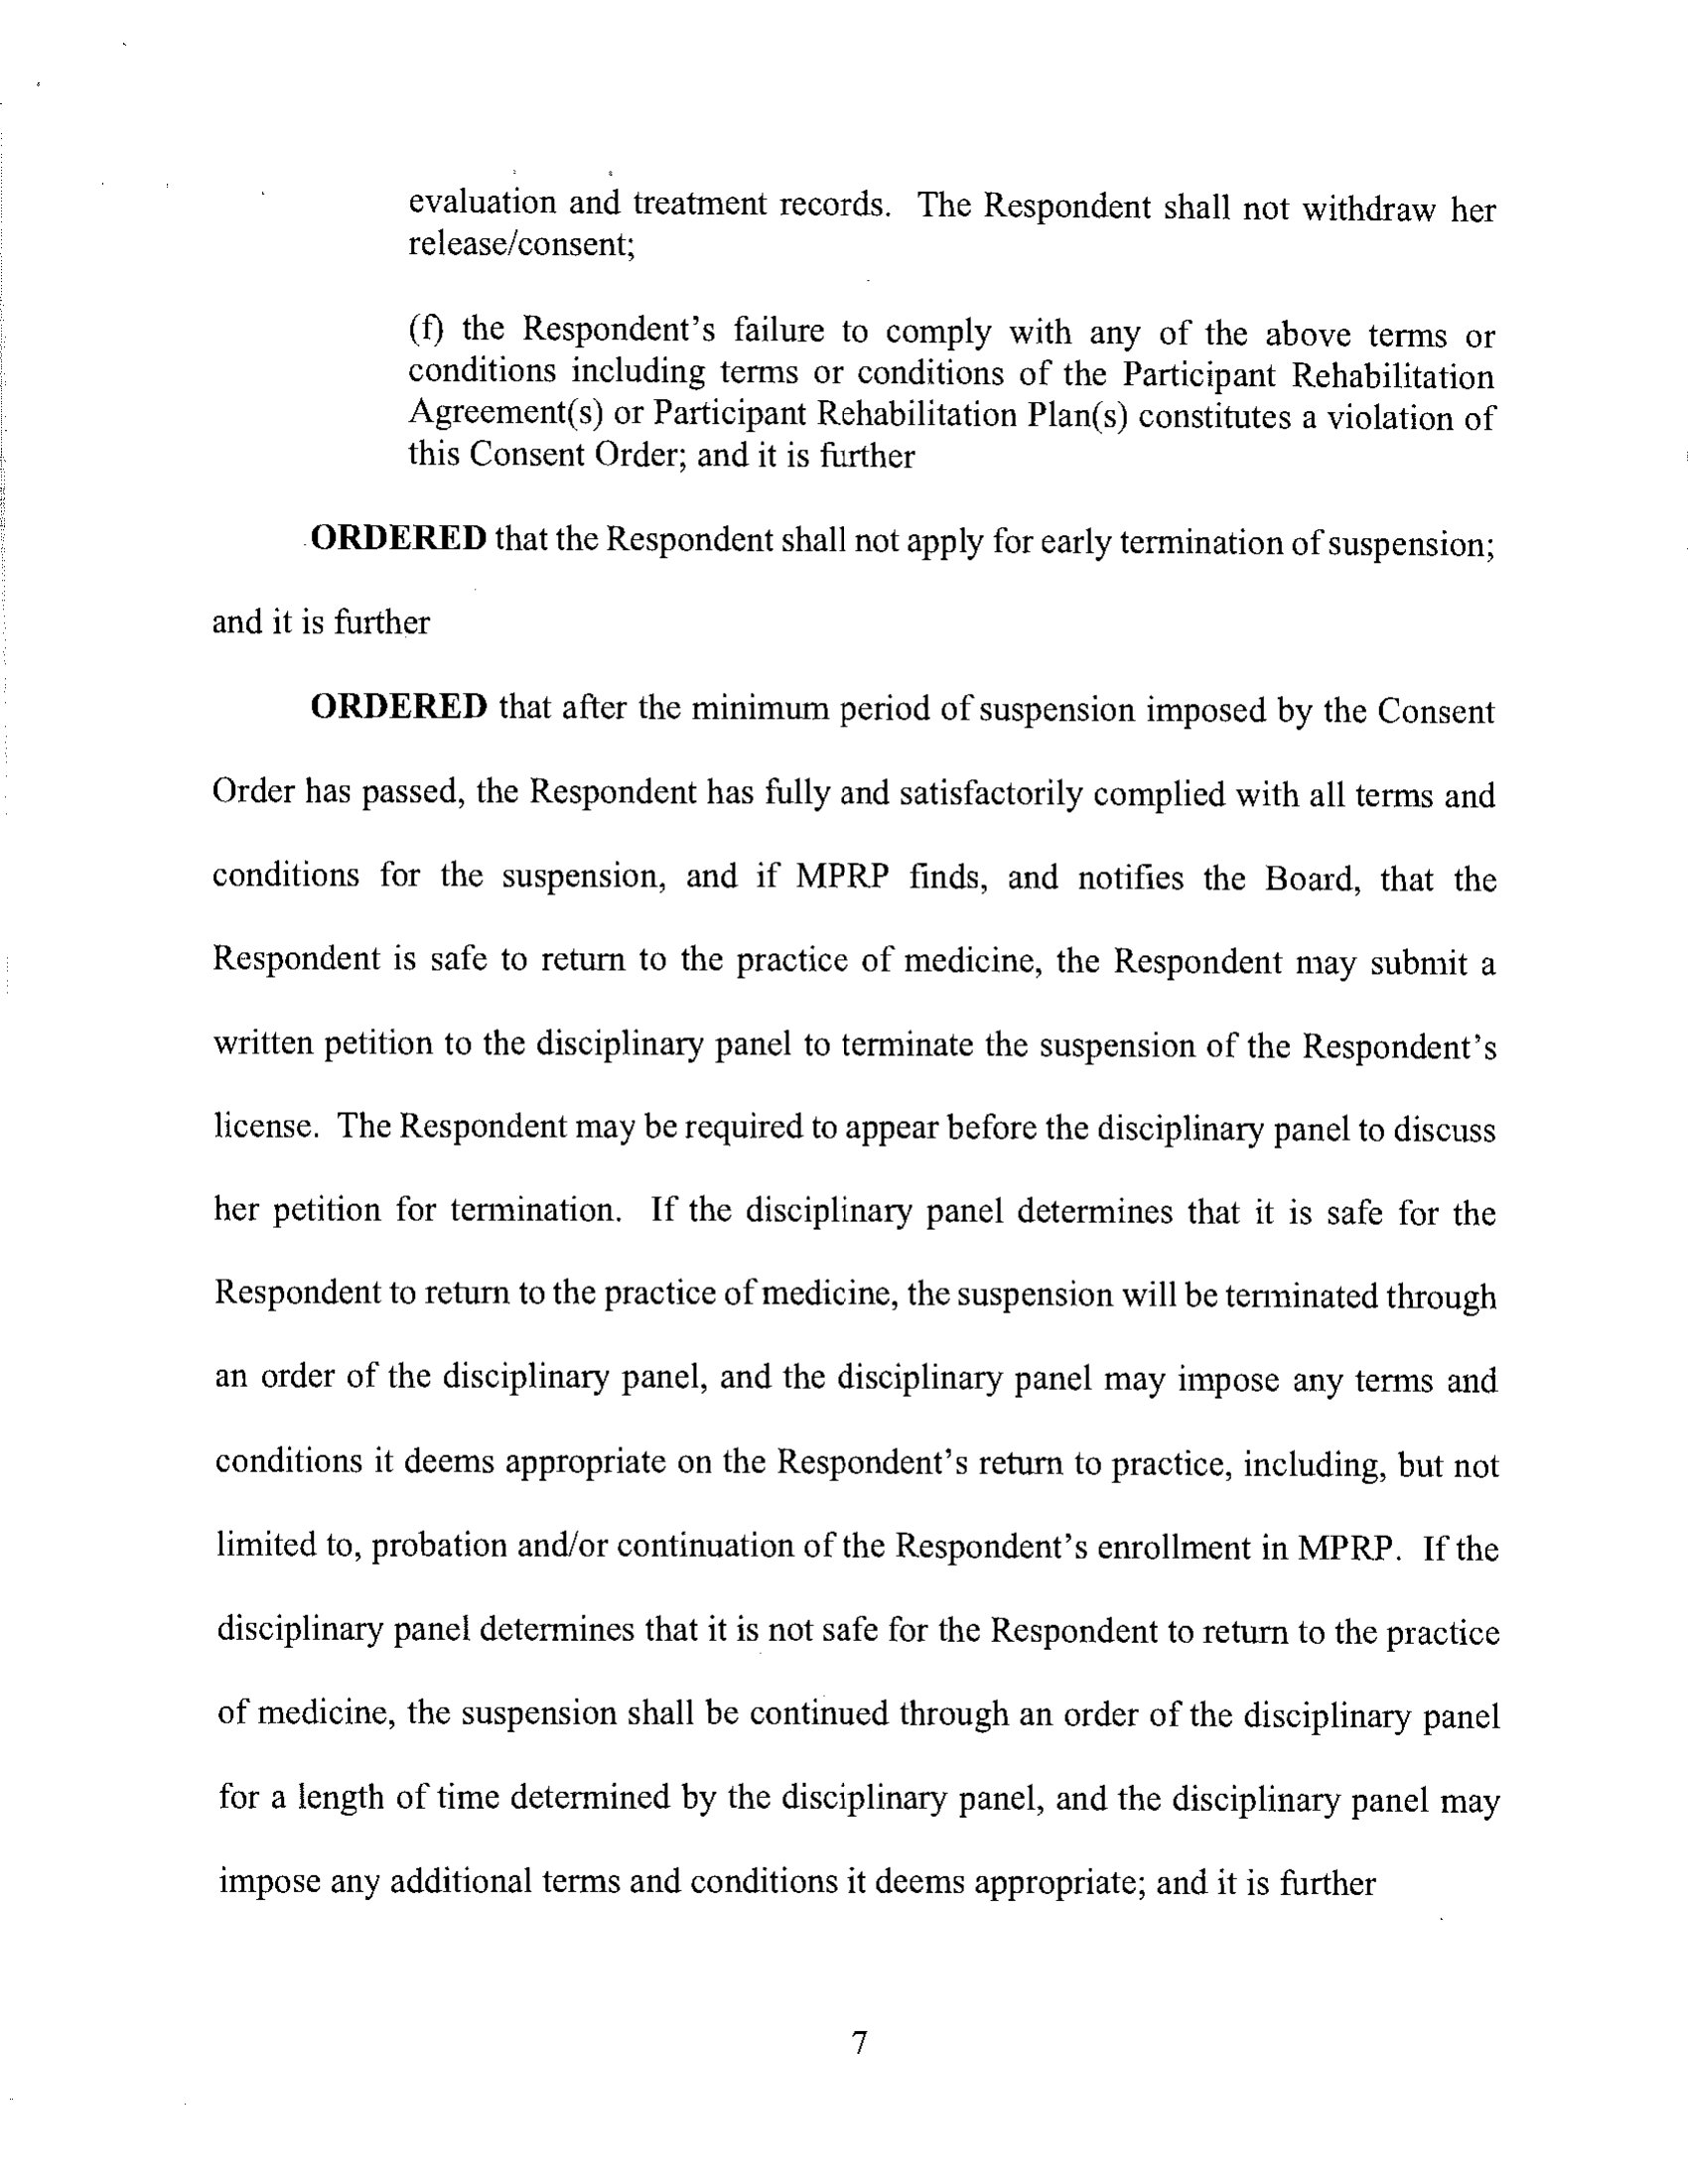 evaluation and treatment records. The Respondent shall not withdraw her
release/consent;
(f) the Respondent's failure to comply with any of the above terms or
conditions including terms or conditions of the Participant Rehabilitation
Agreement(s) or Participant Rehabilitation Plan(s) constitutes a violation of
this Consent Order; and it is further
ORDERED that the Respondent shall not apply for early termination of suspension;
and it is further
ORDERED that after the minimum period of suspension imposed by the Consent
Order has passed, the Respondent has fully and satisfactorily complied with all terms and
conditions for the suspension, and if MPRP finds, and notifies the Board, that the
Respondent is safe to return to the practice of medicine, the Respondent may submit a
written petition to the disciplinary panel to terminate the suspension of the Respondent's
license. The Respondent may be required to appear before the disciplinary panel to discuss
her petition for termination. If the disciplinary panel determines that it is safe for the
Respondent to return to the practice of medicine, the suspension will be terminated through
an order of the disciplinary panel, and the disciplinary panel may impose any terms and
conditions it deems appropriate on the Respondent's return to practice, including, but not
limited to, probation and/or continuation of the Respondent's enrollment in MPRP. If the
disciplinary panel determines that it is not safe for the Respondent to return to the practice
of medicine, the suspension shall be continued through an order of the disciplinary panel
for a length of time determined by the disciplinary panel, and the disciplinary panel may
impose any additional terms and conditions it deems appropriate; and it is further
7